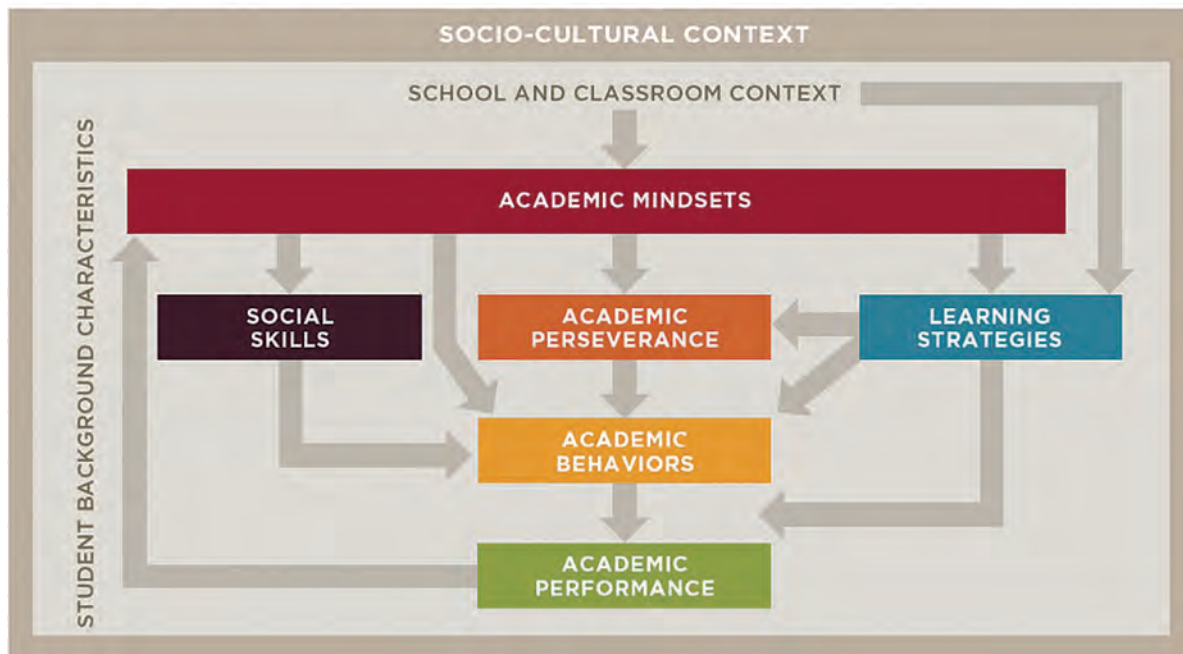 SOCIO-CULTURAL CONTEXT
SCHOOL AND CLASSROOM CONTEXT
STUDENT BACKGROUND CHARACTERISTICS
ACADEMIC MINDSETS
SOCIAL
SKILLS
ACADEMIC
PERSEVERANCE
LEARNING
STRATEGIES
ACADEMIC
BEHAVIORS
ACADEMIC
PERFORMANCE